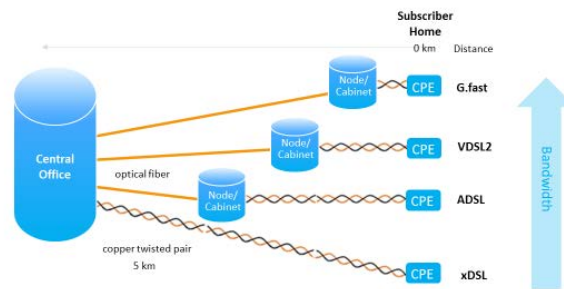 Subscriber
Home
0 km
Distance
Node/
Cabinet
CPE
G.fast
Node/
Cabinet
CPE
VDSL2
Central
Office
optical fiber
Node/
Cabinet
CPE
ADSL
copper twisted pair
5 km
CPE
xDSL
Bandwidth